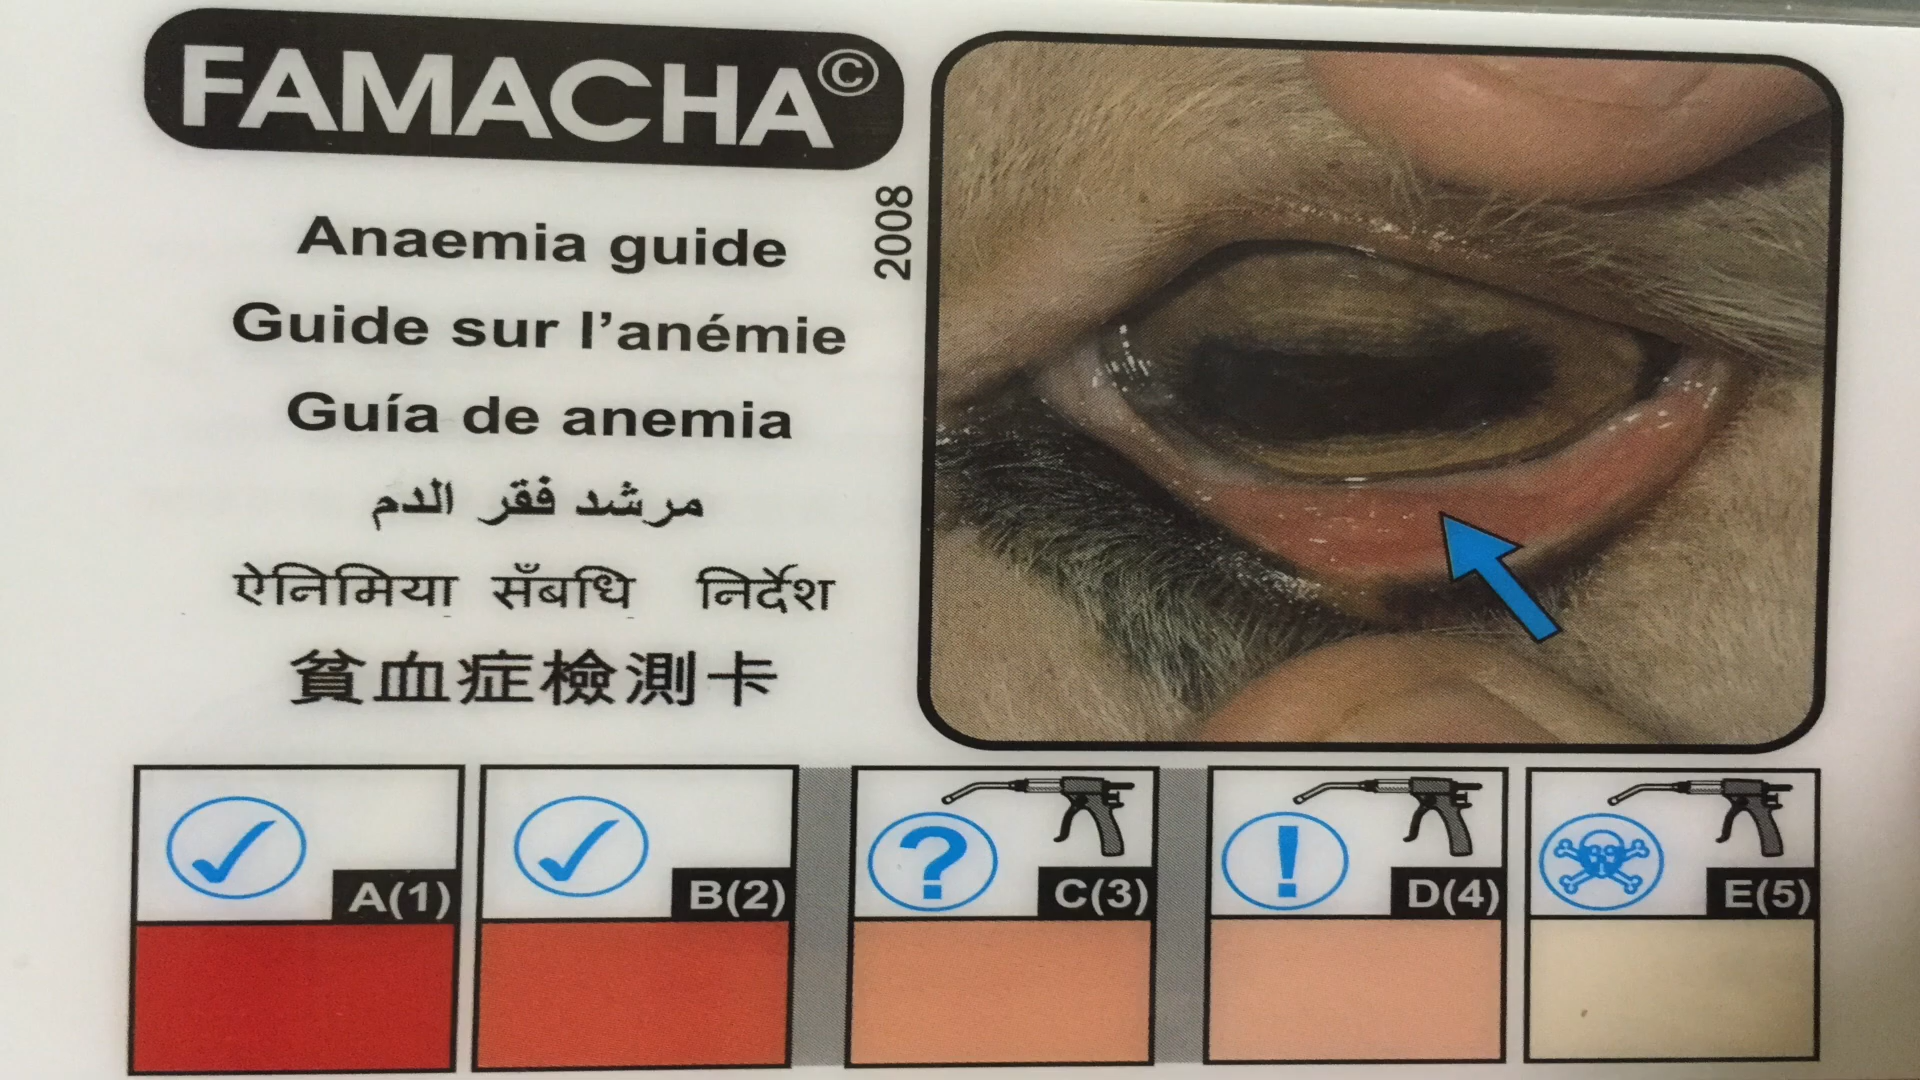 FAMACHA©
2008
Anaemia guide
Guide sur l'anémie
Guía de anemia
مرشد فقر الدم
ऐनिमिया सँबधि निर्देश
貧血症檢測卡
A(1) B(2) C(3) D(4) E(5)